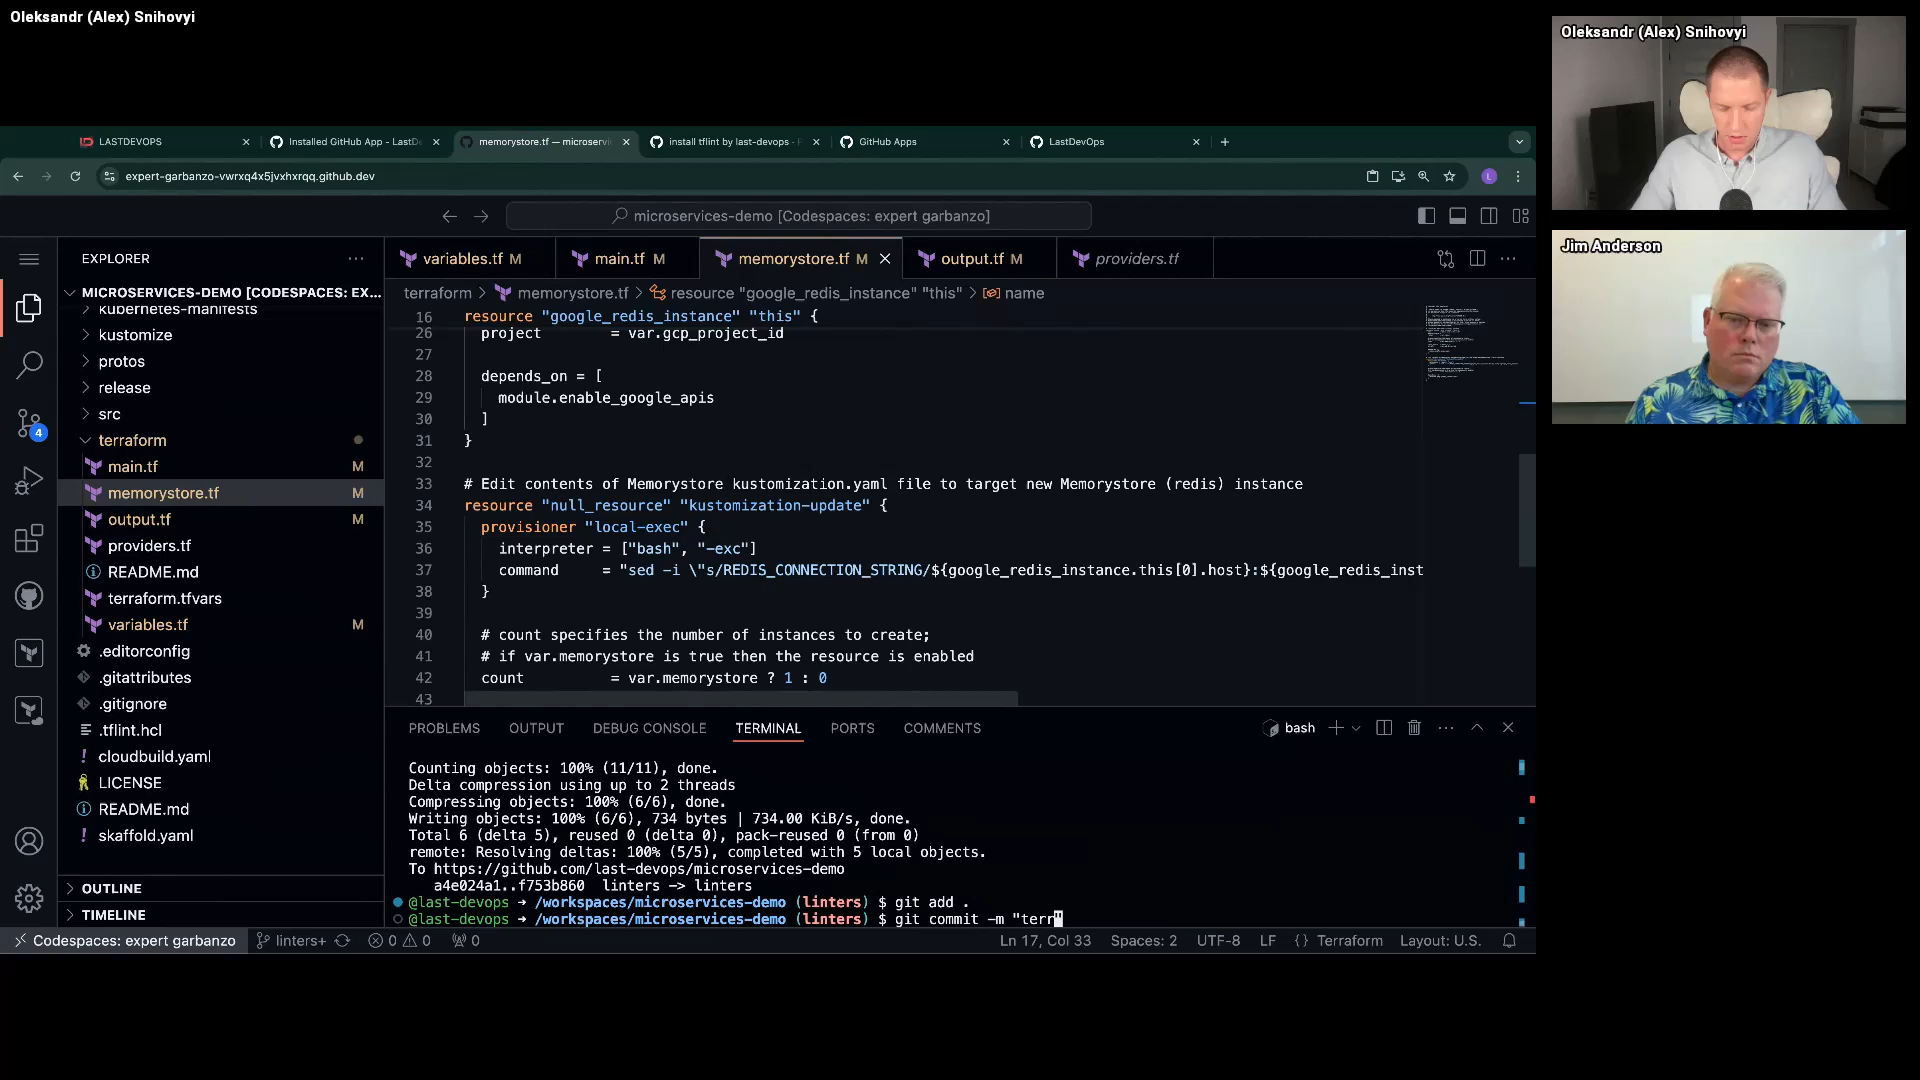 Oleksandr (Alex) Snihovyi
Oleksandr (Alex) Snihovyi
Jim Anderson
LASTDEVOPS
Installed GitHub App - LastD
memorystore.tf — microservi
install tflint by last-devops · P
GitHub Apps
LastDevOps
expert-garbanzo-vwrxq4x5jvxhxrqq.github.dev
L
microservices-demo [Codespaces: expert garbanzo]
EXPLORER
MICROSERVICES-DEMO [CODESPACES: EX...
kubernetes-manifests
kustomize
protos
release
src
terraform
main.tf M
memorystore.tf M
output.tf M
providers.tf
README.md
terraform.tfvars
variables.tf M
.editorconfig
.gitattributes
.gitignore
.tflint.hcl
cloudbuild.yaml
LICENSE
README.md
skaffold.yaml
OUTLINE
TIMELINE
4
variables.tf M
main.tf M
memorystore.tf M
output.tf M
providers.tf
terraform > memorystore.tf > resource "google_redis_instance" "this" > name
16 resource "google_redis_instance" "this" {
26 project = var.gcp_project_id
27
28 depends_on = [
29 module.enable_google_apis
30 ]
31 }
32
33 # Edit contents of Memorystore kustomization.yaml file to target new Memorystore (redis) instance
34 resource "null_resource" "kustomization-update" {
35 provisioner "local-exec" {
36 interpreter = ["bash", "-exc"]
37 command = "sed -i \"s/REDIS_CONNECTION_STRING/${google_redis_instance.this[0].host}:${google_redis_inst
38 }
39
40 # count specifies the number of instances to create;
41 # if var.memorystore is true then the resource is enabled
42 count = var.memorystore ? 1 : 0
43
PROBLEMS
OUTPUT
DEBUG CONSOLE
TERMINAL
PORTS
COMMENTS
bash
Counting objects: 100% (11/11), done.
Delta compression using up to 2 threads
Compressing objects: 100% (6/6), done.
Writing objects: 100% (6/6), 734 bytes | 734.00 KiB/s, done.
Total 6 (delta 5), reused 0 (delta 0), pack-reused 0 (from 0)
remote: Resolving deltas: 100% (5/5), completed with 5 local objects.
To https://github.com/last-devops/microservices-demo
a4e024a1..f753b860 linters -> linters
@last-devops → /workspaces/microservices-demo (linters) $ git add .
@last-devops → /workspaces/microservices-demo (linters) $ git commit -m "terr"
Codespaces: expert garbanzo
linters+
0
0
0
Ln 17, Col 33
Spaces: 2
UTF-8
LF
{} Terraform
Layout: U.S.